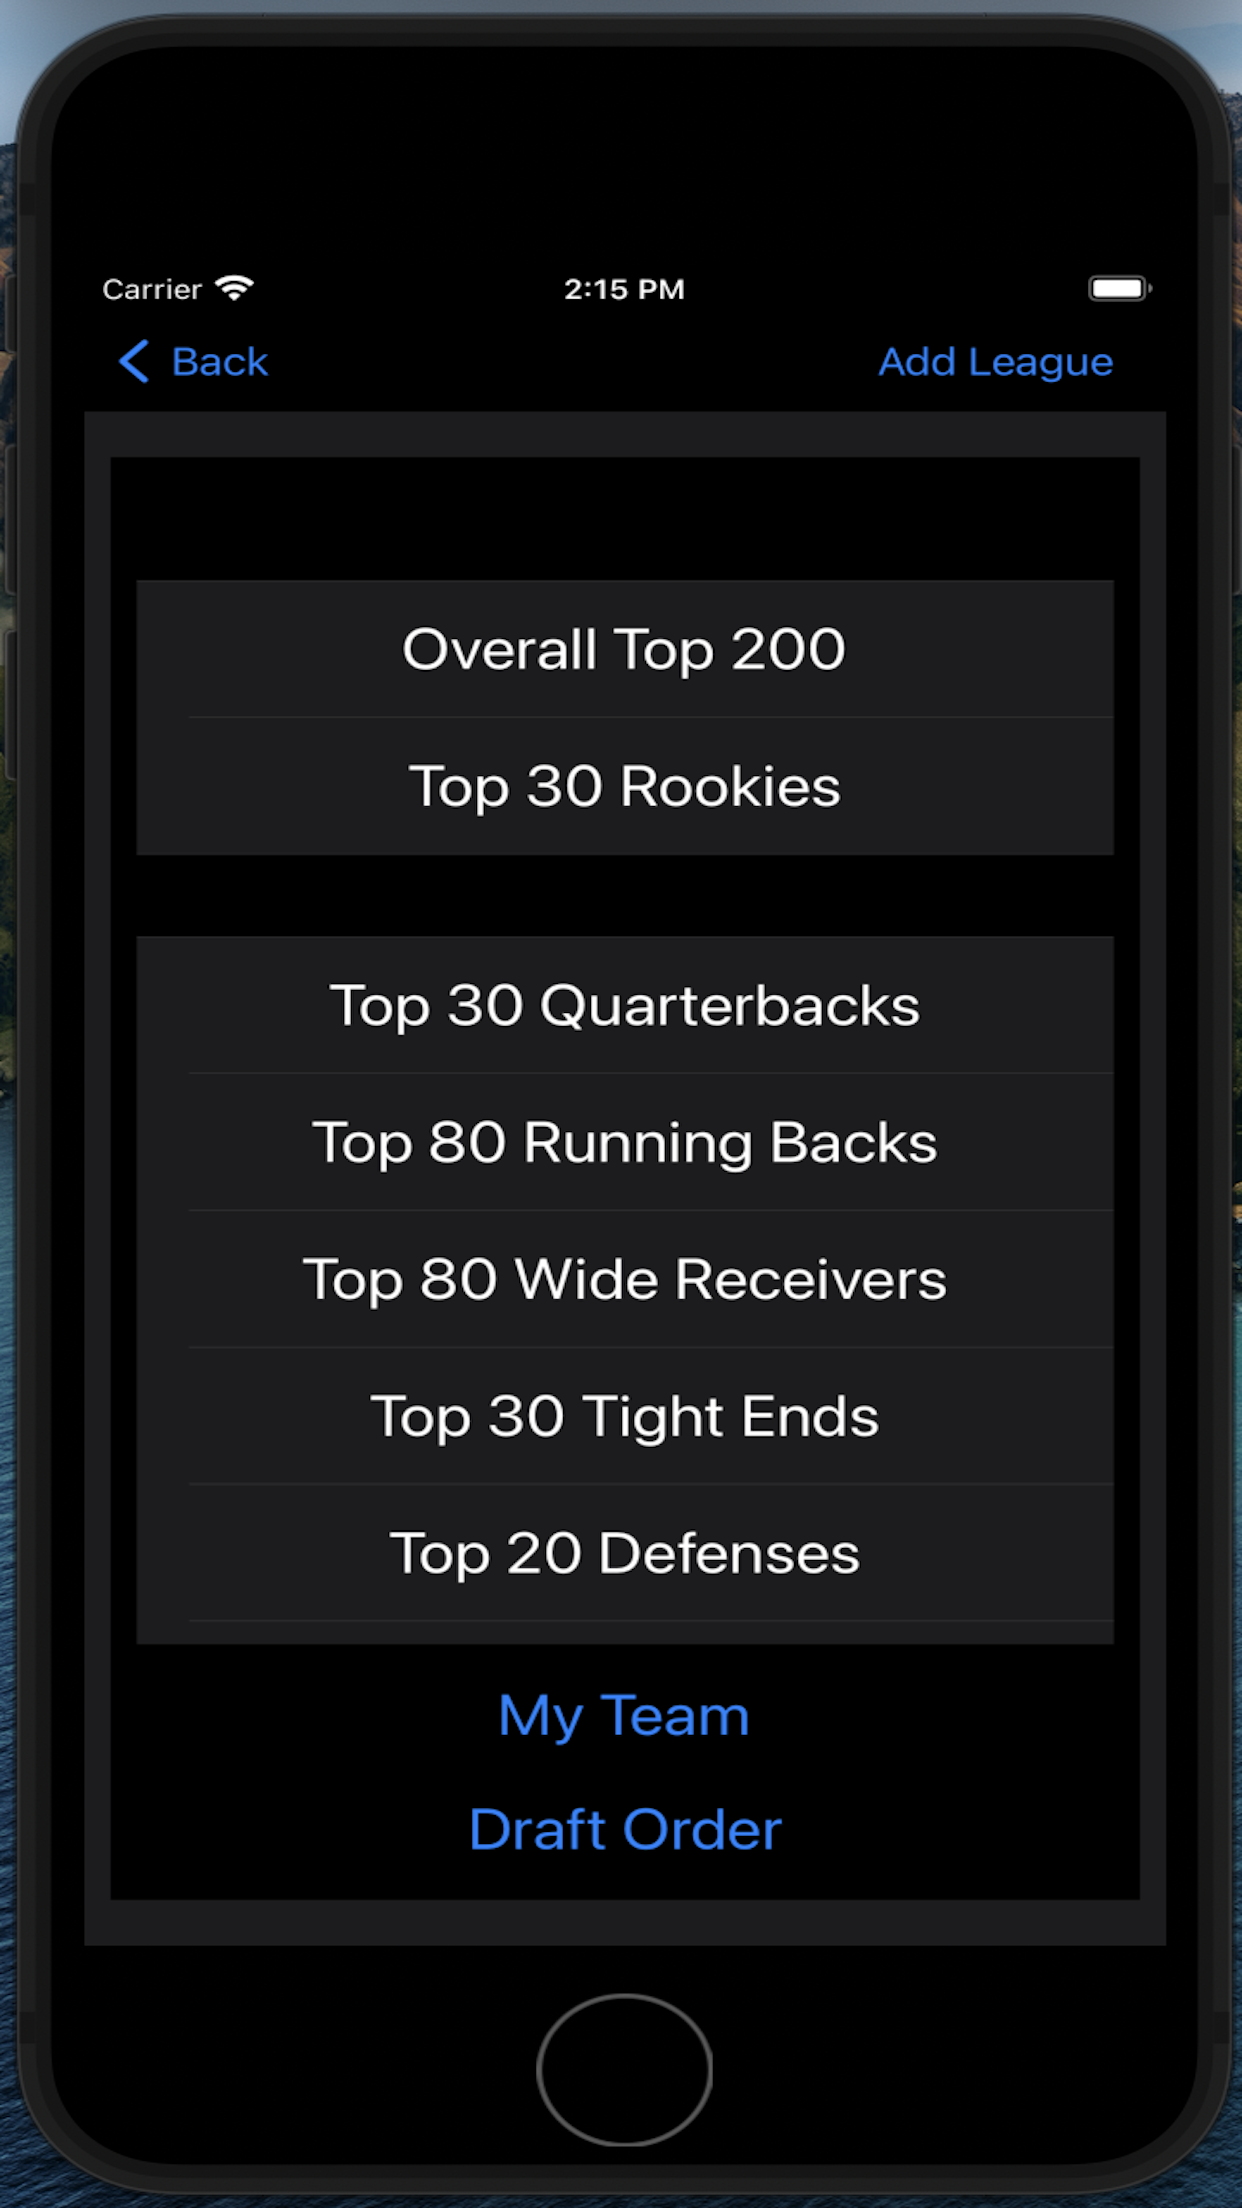 Carrier
2:15 PM
Back
Add League
Overall Top 200
Top 30 Rookies
Top 30 Quarterbacks
Top 80 Running Backs
Top 80 Wide Receivers
Top 30 Tight Ends
Top 20 Defenses
My Team
Draft Order